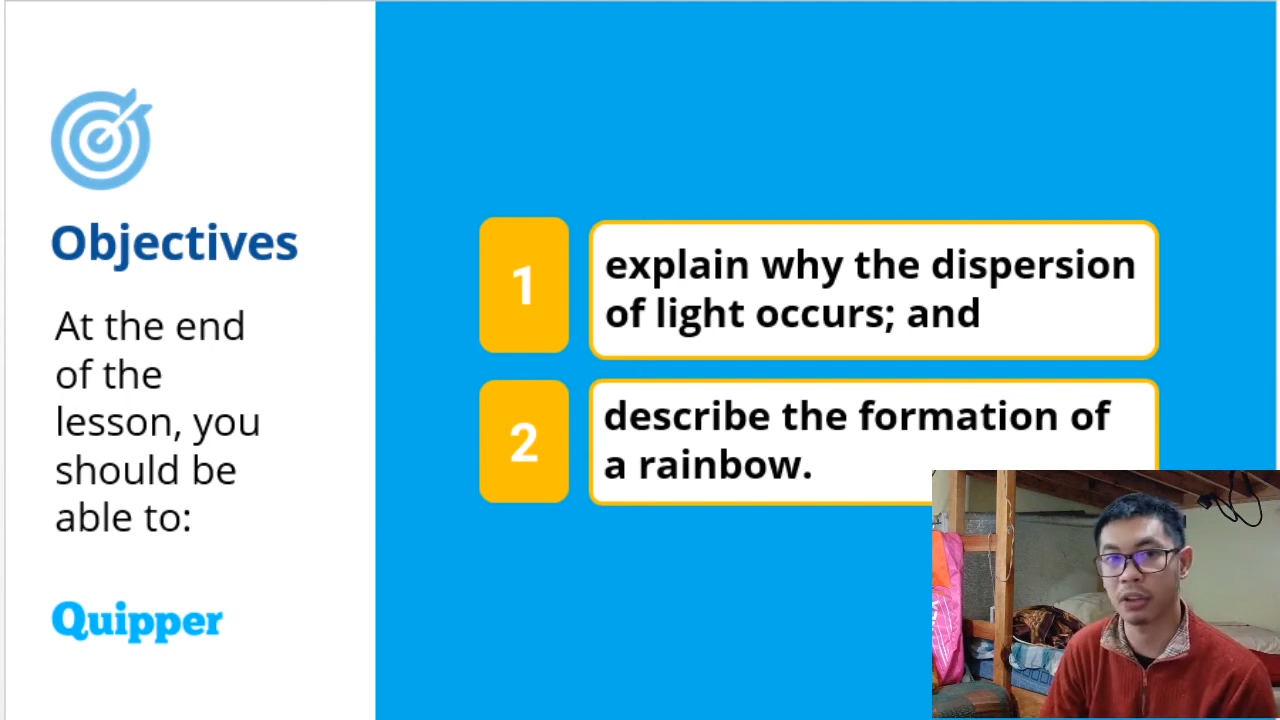 Objectives
At the end
of the
lesson, you
should be
able to:
Quipper
1
explain why the dispersion
of light occurs; and
2
describe the formation of
a rainbow.